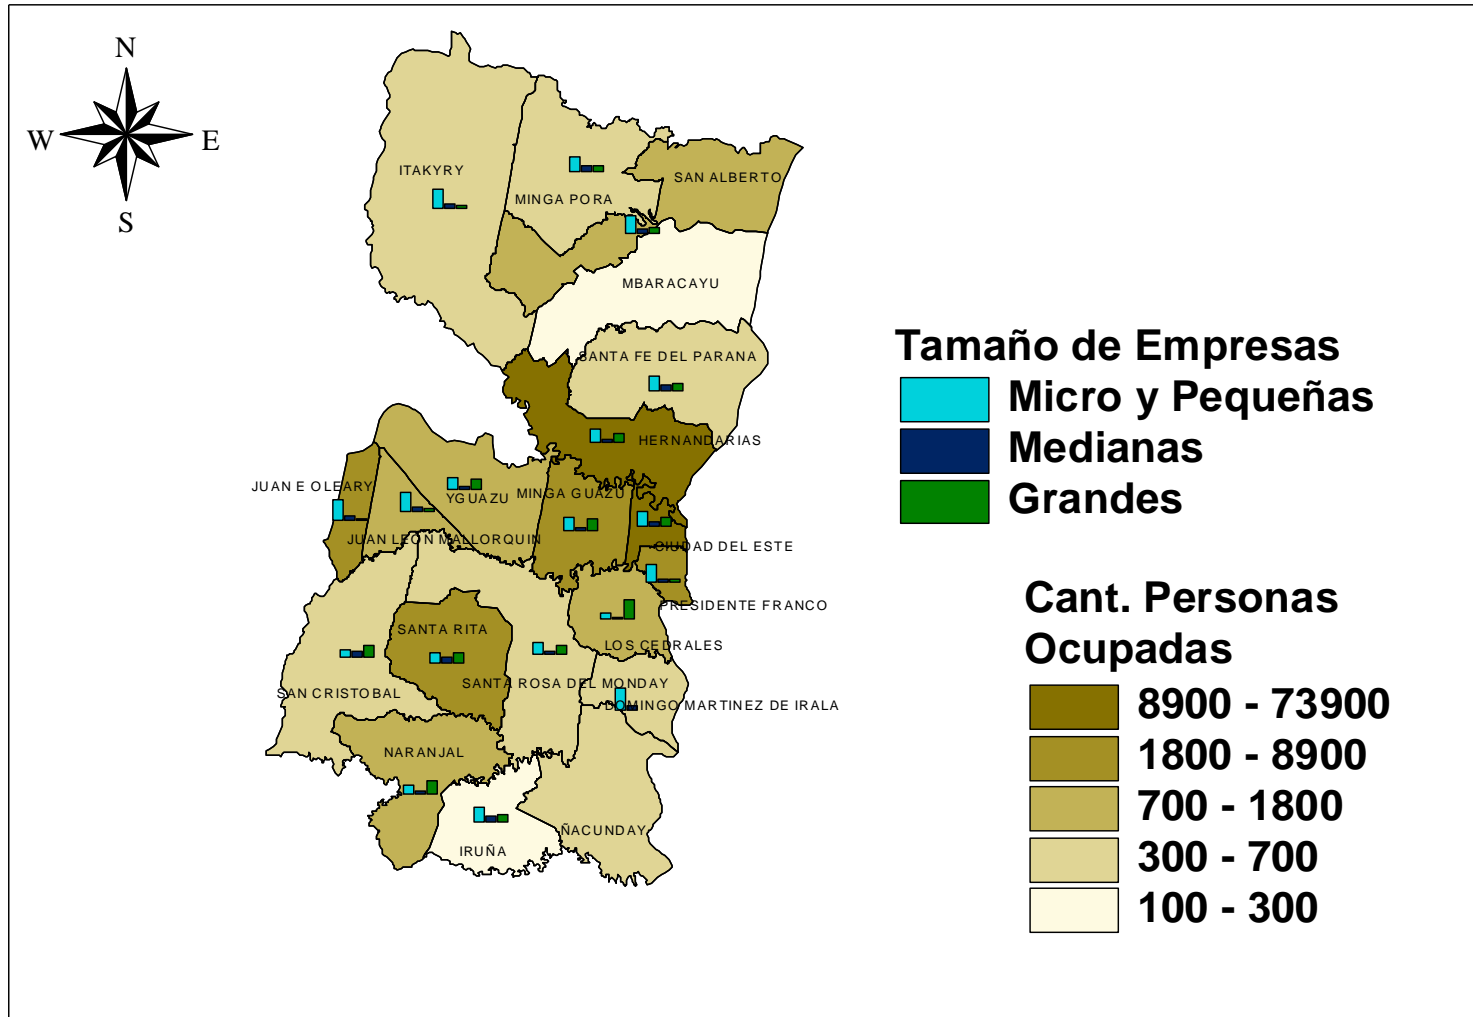 N
W
E
S
ITAKYRY
MINGA PORA
SAN ALBERTO
MBARACAYU
SANTA FE DEL PARANA
HERNANDARIAS
JUAN E OLEARY
YGUAZU
MINGA GUAZU
JUAN LEON MALLORQUIN
CIUDAD DEL ESTE
PRESIDENTE FRANCO
SANTA RITA
LOS CEDRALES
SAN CRISTOBAL
SANTA ROSA DEL MONDAY
DOMINGO MARTINEZ DE IRALA
NARANJAL
ÑACUNDAY
IRUÑA
Tamaño de Empresas
Micro y Pequeñas
Medianas
Grandes
Cant. Personas
Ocupadas
8900 - 73900
1800 - 8900
700 - 1800
300 - 700
100 - 300